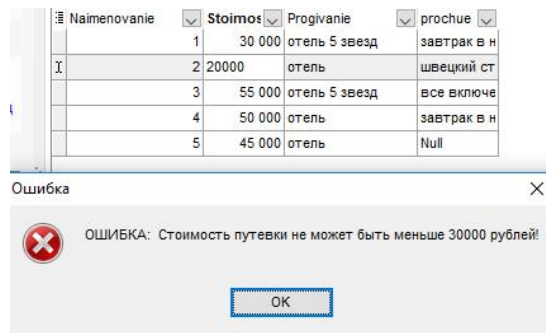 Naimenovanie Stoimos Progivanie prochue
1 30 000 отель 5 звезд завтрак в н
2 20000 отель швецкий ст
3 55 000 отель 5 звезд все включе
4 50 000 отель завтрак в н
5 45 000 отель Null
Ошибка
ОШИБКА: Стоимость путевки не может быть меньше 30000 рублей!
OK